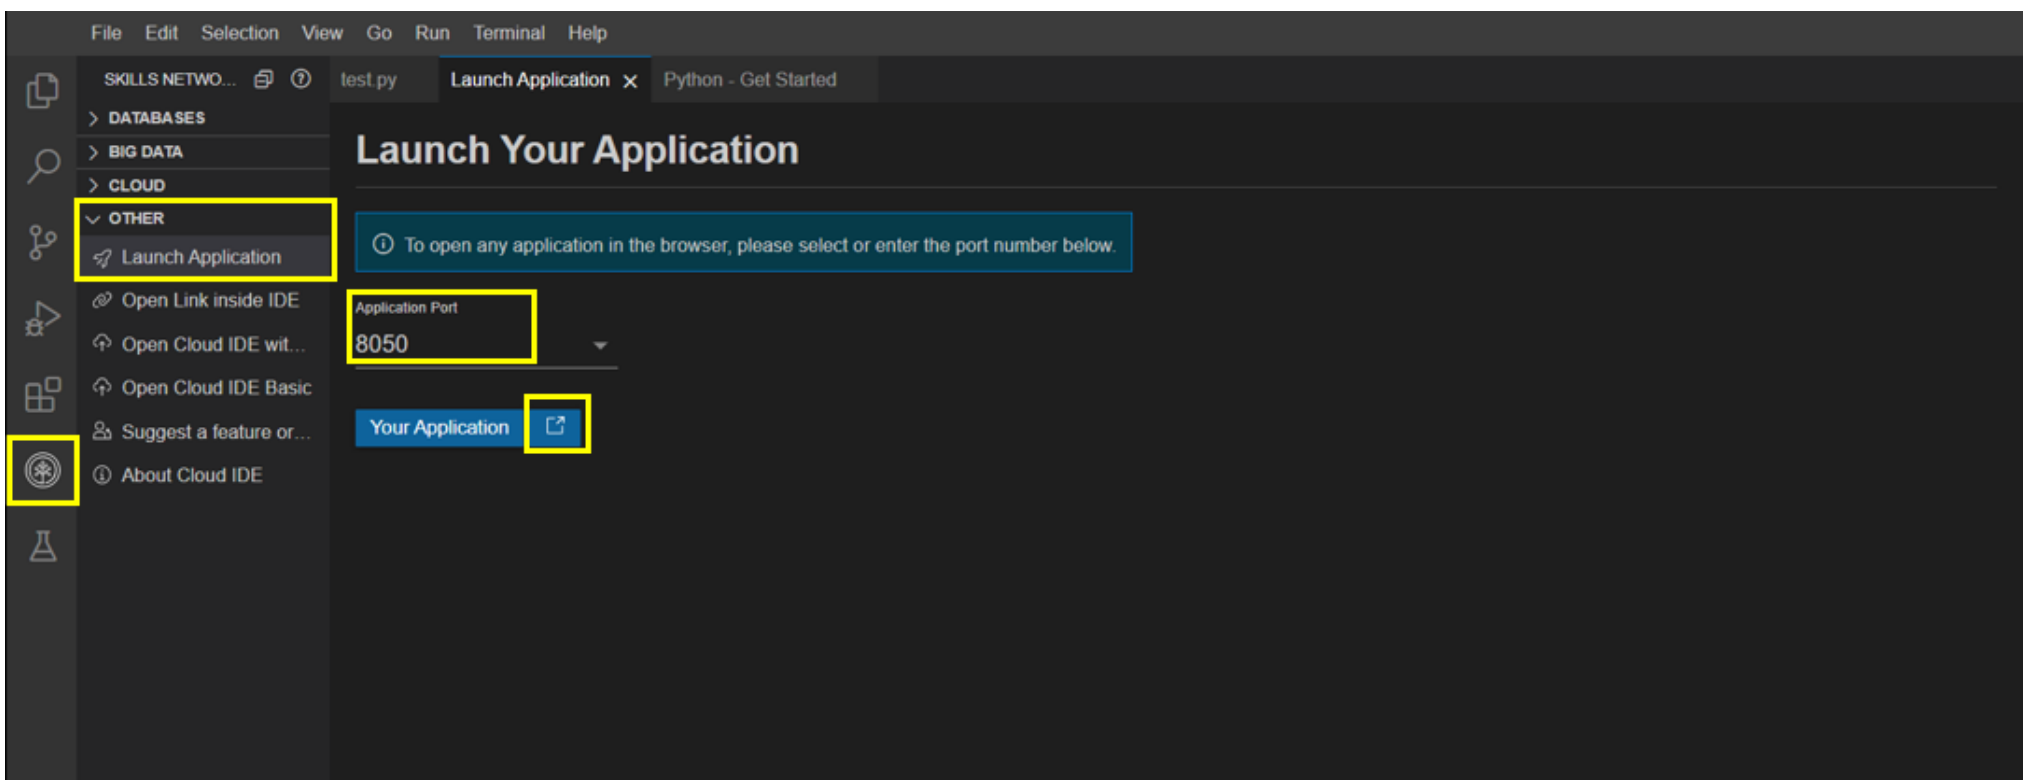 File Edit Selection View Go Run Terminal Help
SKILLS NETWO...
test.py
Launch Application
Python - Get Started
DATABASES
BIG DATA
CLOUD
OTHER
Launch Application
Open Link inside IDE
Open Cloud IDE wit...
Open Cloud IDE Basic
Suggest a feature or...
About Cloud IDE
Launch Your Application
To open any application in the browser, please select or enter the port number below.
Application Port
8050
Your Application